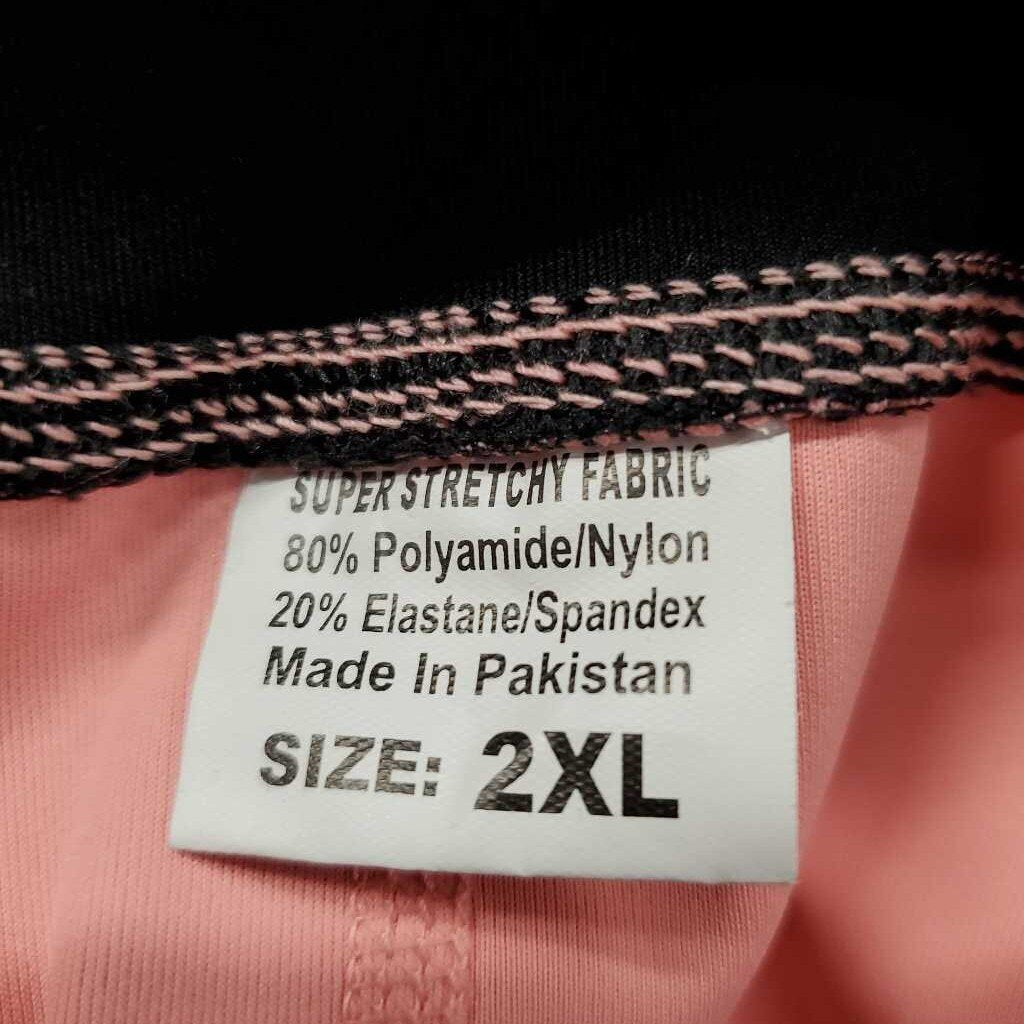 SUPER STRETCHY FABRIC
80% Polyamide/Nylon
20% Elastane/Spandex
Made In Pakistan
SIZE: 2XL